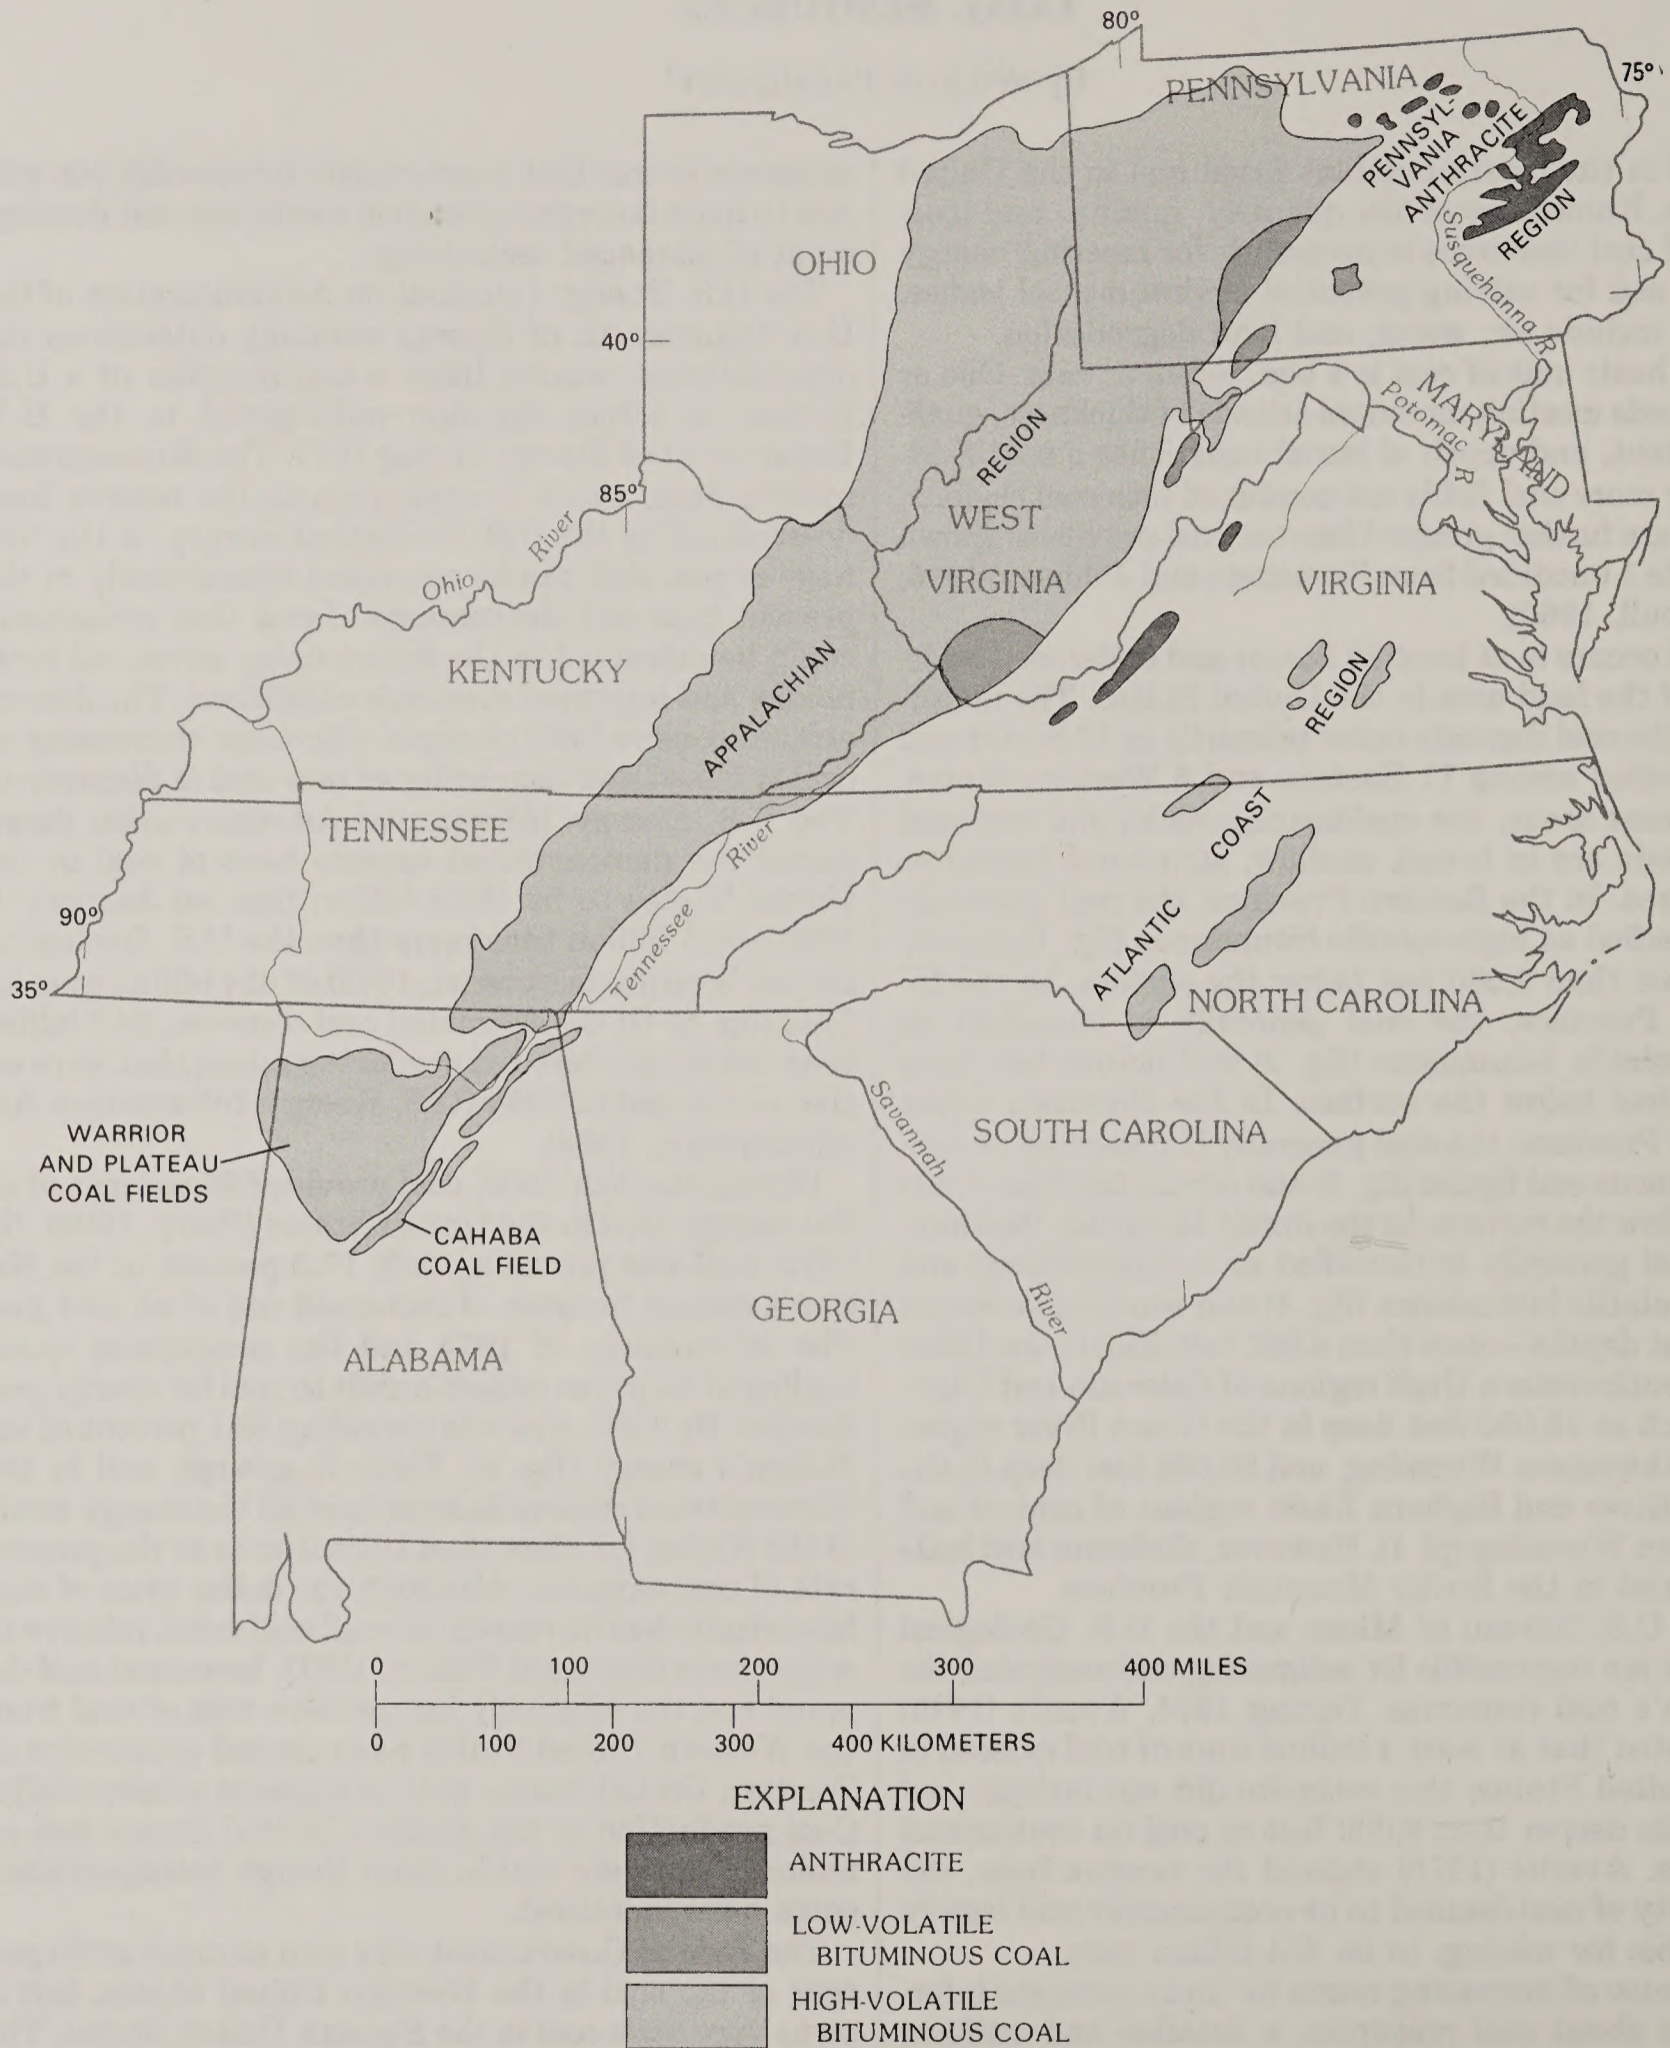 80°
75°
PENNSYLVANIA
PENNSYL-
VANIA
ANTHRACITE
REGION
Susquehanna R.
OHIO
40°
MARYLAND
Potomac R
REGION
85°
WEST
VIRGINIA
VIRGINIA
Ohio River
KENTUCKY
APPALACHIAN
REGION
TENNESSEE
Tennessee River
COAST
ATLANTIC
90°
35°
NORTH CAROLINA
Savannah River
SOUTH CAROLINA
WARRIOR
AND PLATEAU
COAL FIELDS
CAHABA
COAL FIELD
GEORGIA
ALABAMA
0 100 200 300 400 MILES
0 100 200 300 400 KILOMETERS
EXPLANATION
ANTHRACITE
LOW-VOLATILE
BITUMINOUS COAL
HIGH-VOLATILE
BITUMINOUS COAL